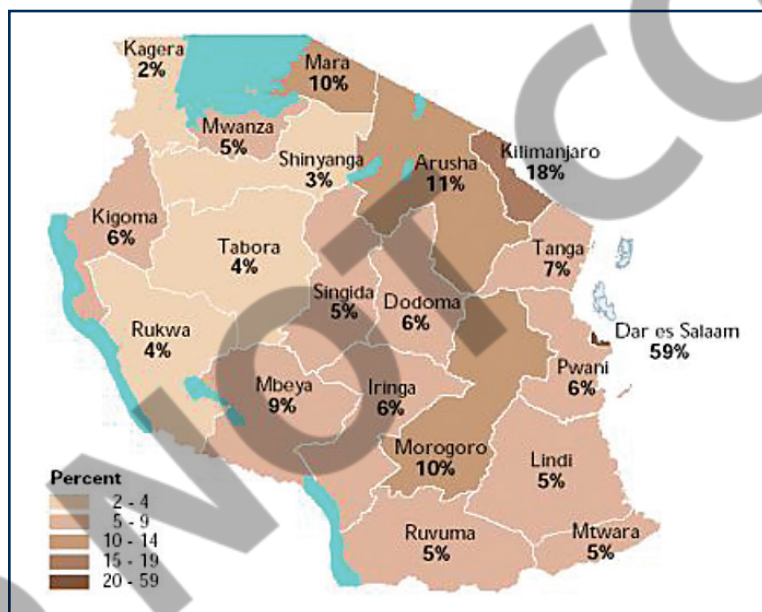 Kagera
2%
Mara
10%
Mwanza
5%
Shinyanga
3%
Arusha
11%
Kilimanjaro
18%
Kigoma
6%
Tabora
4%
Tanga
7%
Singida
5%
Dodoma
6%
Rukwa
4%
Dar es Salaam
59%
Pwani
6%
Mbeya
9%
Iringa
6%
Morogoro
10%
Lindi
5%
Ruvuma
5%
Mtwara
5%
Percent
2 - 4
5 - 9
10 - 14
15 - 19
20 - 59
NOT